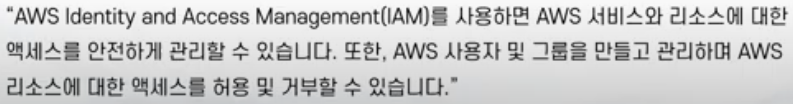 “AWS Identity and Access Management(IAM)를 사용하면 AWS 서비스와 리소스에 대한
액세스를 안전하게 관리할 수 있습니다. 또한, AWS 사용자 및 그룹을 만들고 관리하며 AWS
리소스에 대한 액세스를 허용 및 거부할 수 있습니다.”